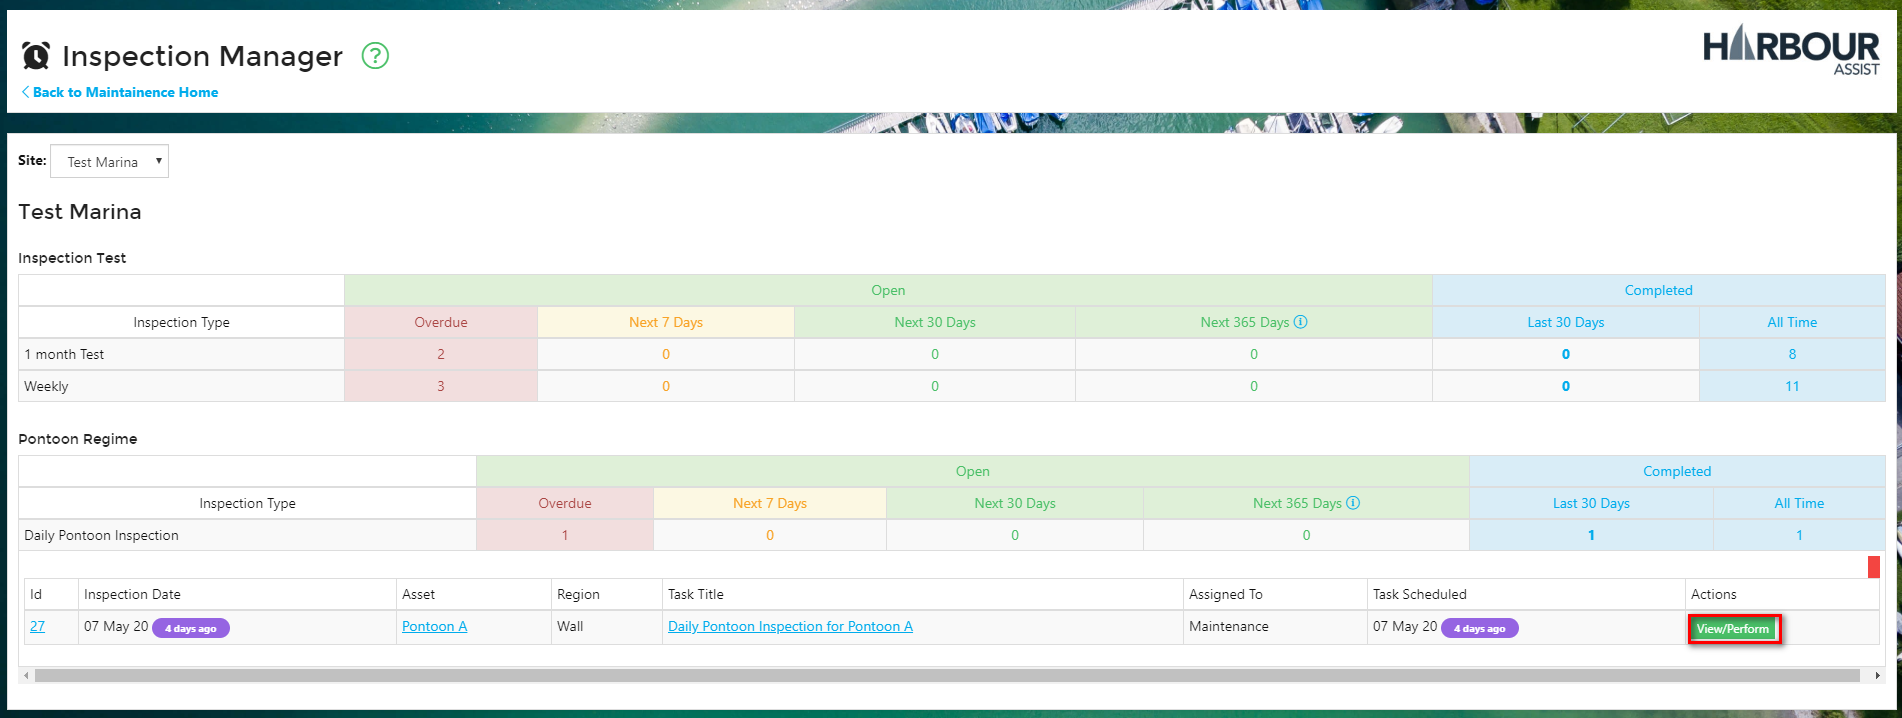 Inspection Manager ?
HARBOUR
ASSIST
Back to Maintainence Home
Site: Test Marina
Test Marina
Inspection Test
Open Completed
Inspection Type Overdue Next 7 Days Next 30 Days Next 365 Days Last 30 Days All Time
1 month Test 2 0 0 0 0 8
Weekly 3 0 0 0 0 11
Pontoon Regime
Open Completed
Inspection Type Overdue Next 7 Days Next 30 Days Next 365 Days Last 30 Days All Time
Daily Pontoon Inspection 1 0 0 0 1 1
Id Inspection Date Asset Region Task Title Assigned To Task Scheduled Actions
27 07 May 20 4 days ago Pontoon A Wall Daily Pontoon Inspection for Pontoon A Maintenance 07 May 20 4 days ago View/Perform